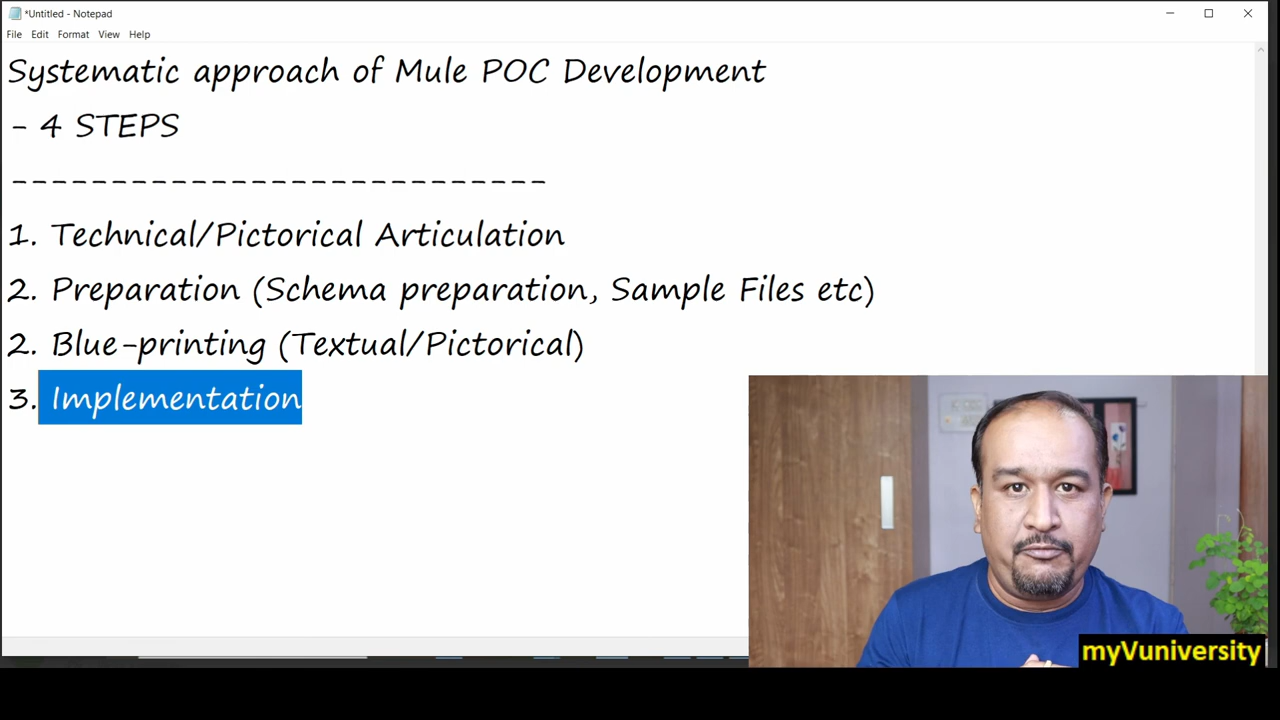 *Untitled - Notepad
File Edit Format View Help
Systematic approach of Mule POC Development
- 4 STEPS
---------------------------
1. Technical/Pictorical Articulation
2. Preparation (Schema preparation, Sample Files etc)
2. Blue-printing (Textual/Pictorical)
3. Implementation
myVuniversity